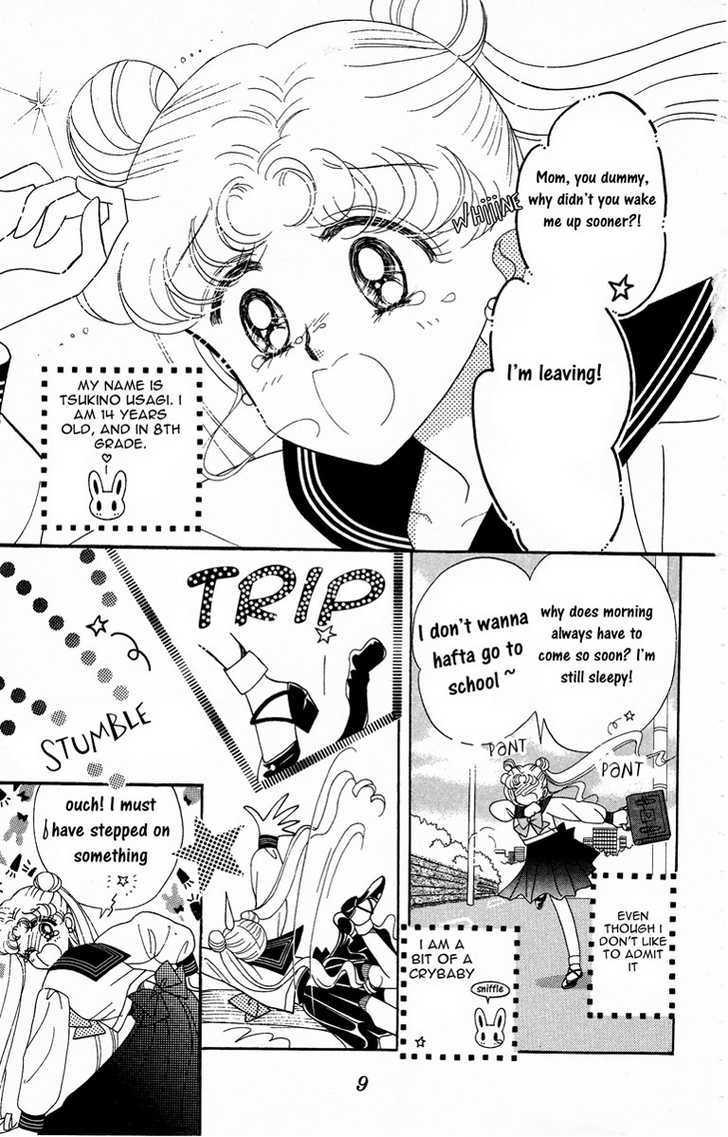 Mom, you dummy,
why didn't you wake
me up sooner?!
WHIIINE
I'm leaving!
MY NAME IS
TSUKINO USAGI. I
AM 14 YEARS
OLD, AND IN 8TH
GRADE.
why does morning
always have to
come so soon? I'm
still sleepy!
I don't wanna
hafta go to
school ~
PANT
PANT
EVEN
THOUGH I
DON'T LIKE
TO ADMIT
IT
I AM A
BIT OF A
CRYBABY
sniffle
TRIP
STUMBLE
ouch! I must
have stepped on
something
9